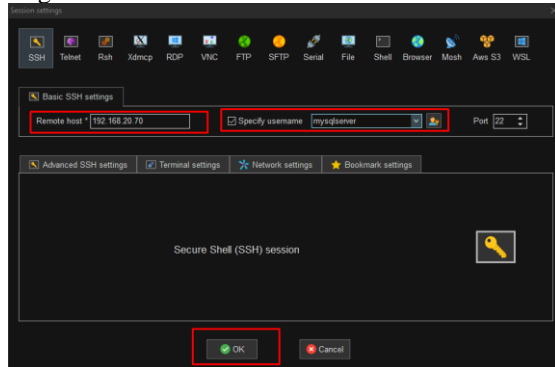 Session settings
SSH Telnet Rsh Xdmcp RDP VNC FTP SFTP Serial File Shell Browser Mosh Aws S3 WSL
Basic SSH settings
Remote host * 192.168.20.70 Specify username mysqlserver Port 22
Advanced SSH settings Terminal settings Network settings Bookmark settings
Secure Shell (SSH) session
OK Cancel